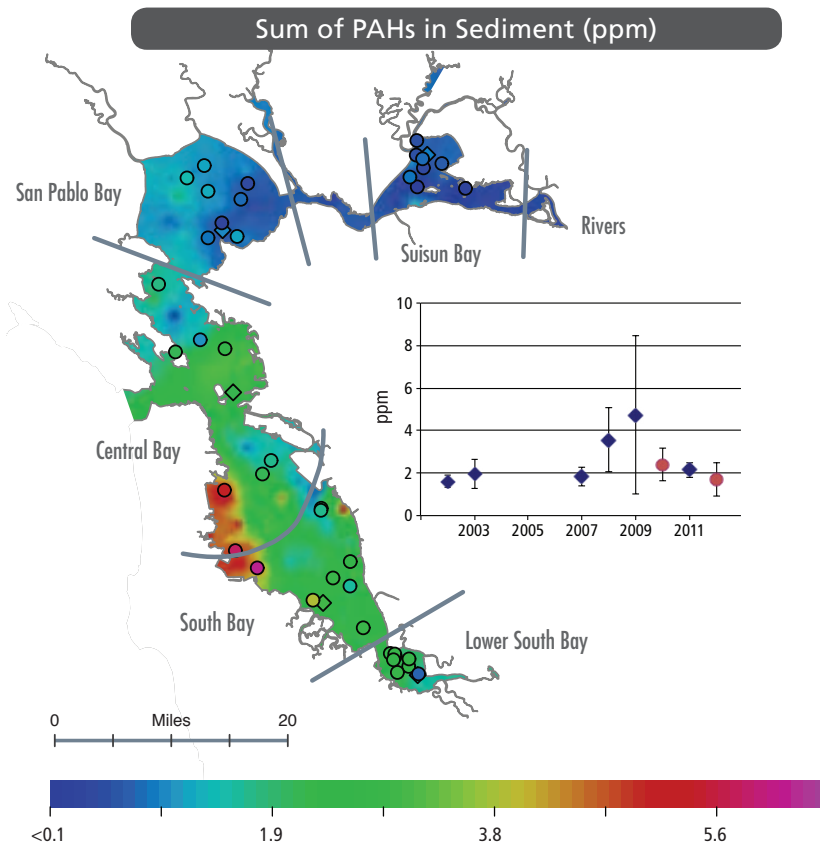 Sum of PAHs in Sediment (ppm)
San Pablo Bay
Rivers
Suisun Bay
Central Bay
South Bay
Lower South Bay
10
8
6
4
2
0
ppm
2003 2005 2007 2009 2011
0 Miles 20
<0.1 1.9 3.8 5.6